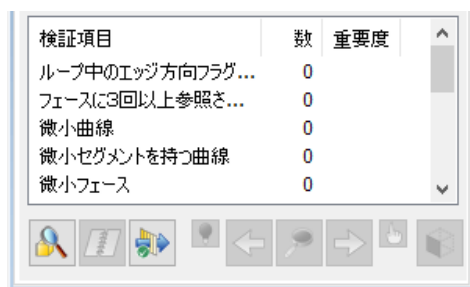 検証項目 数 重要度
ループ中のエッジ方向フラグ... 0
フェースに3回以上参照さ... 0
微小曲線 0
微小セグメントを持つ曲線 0
微小フェース 0